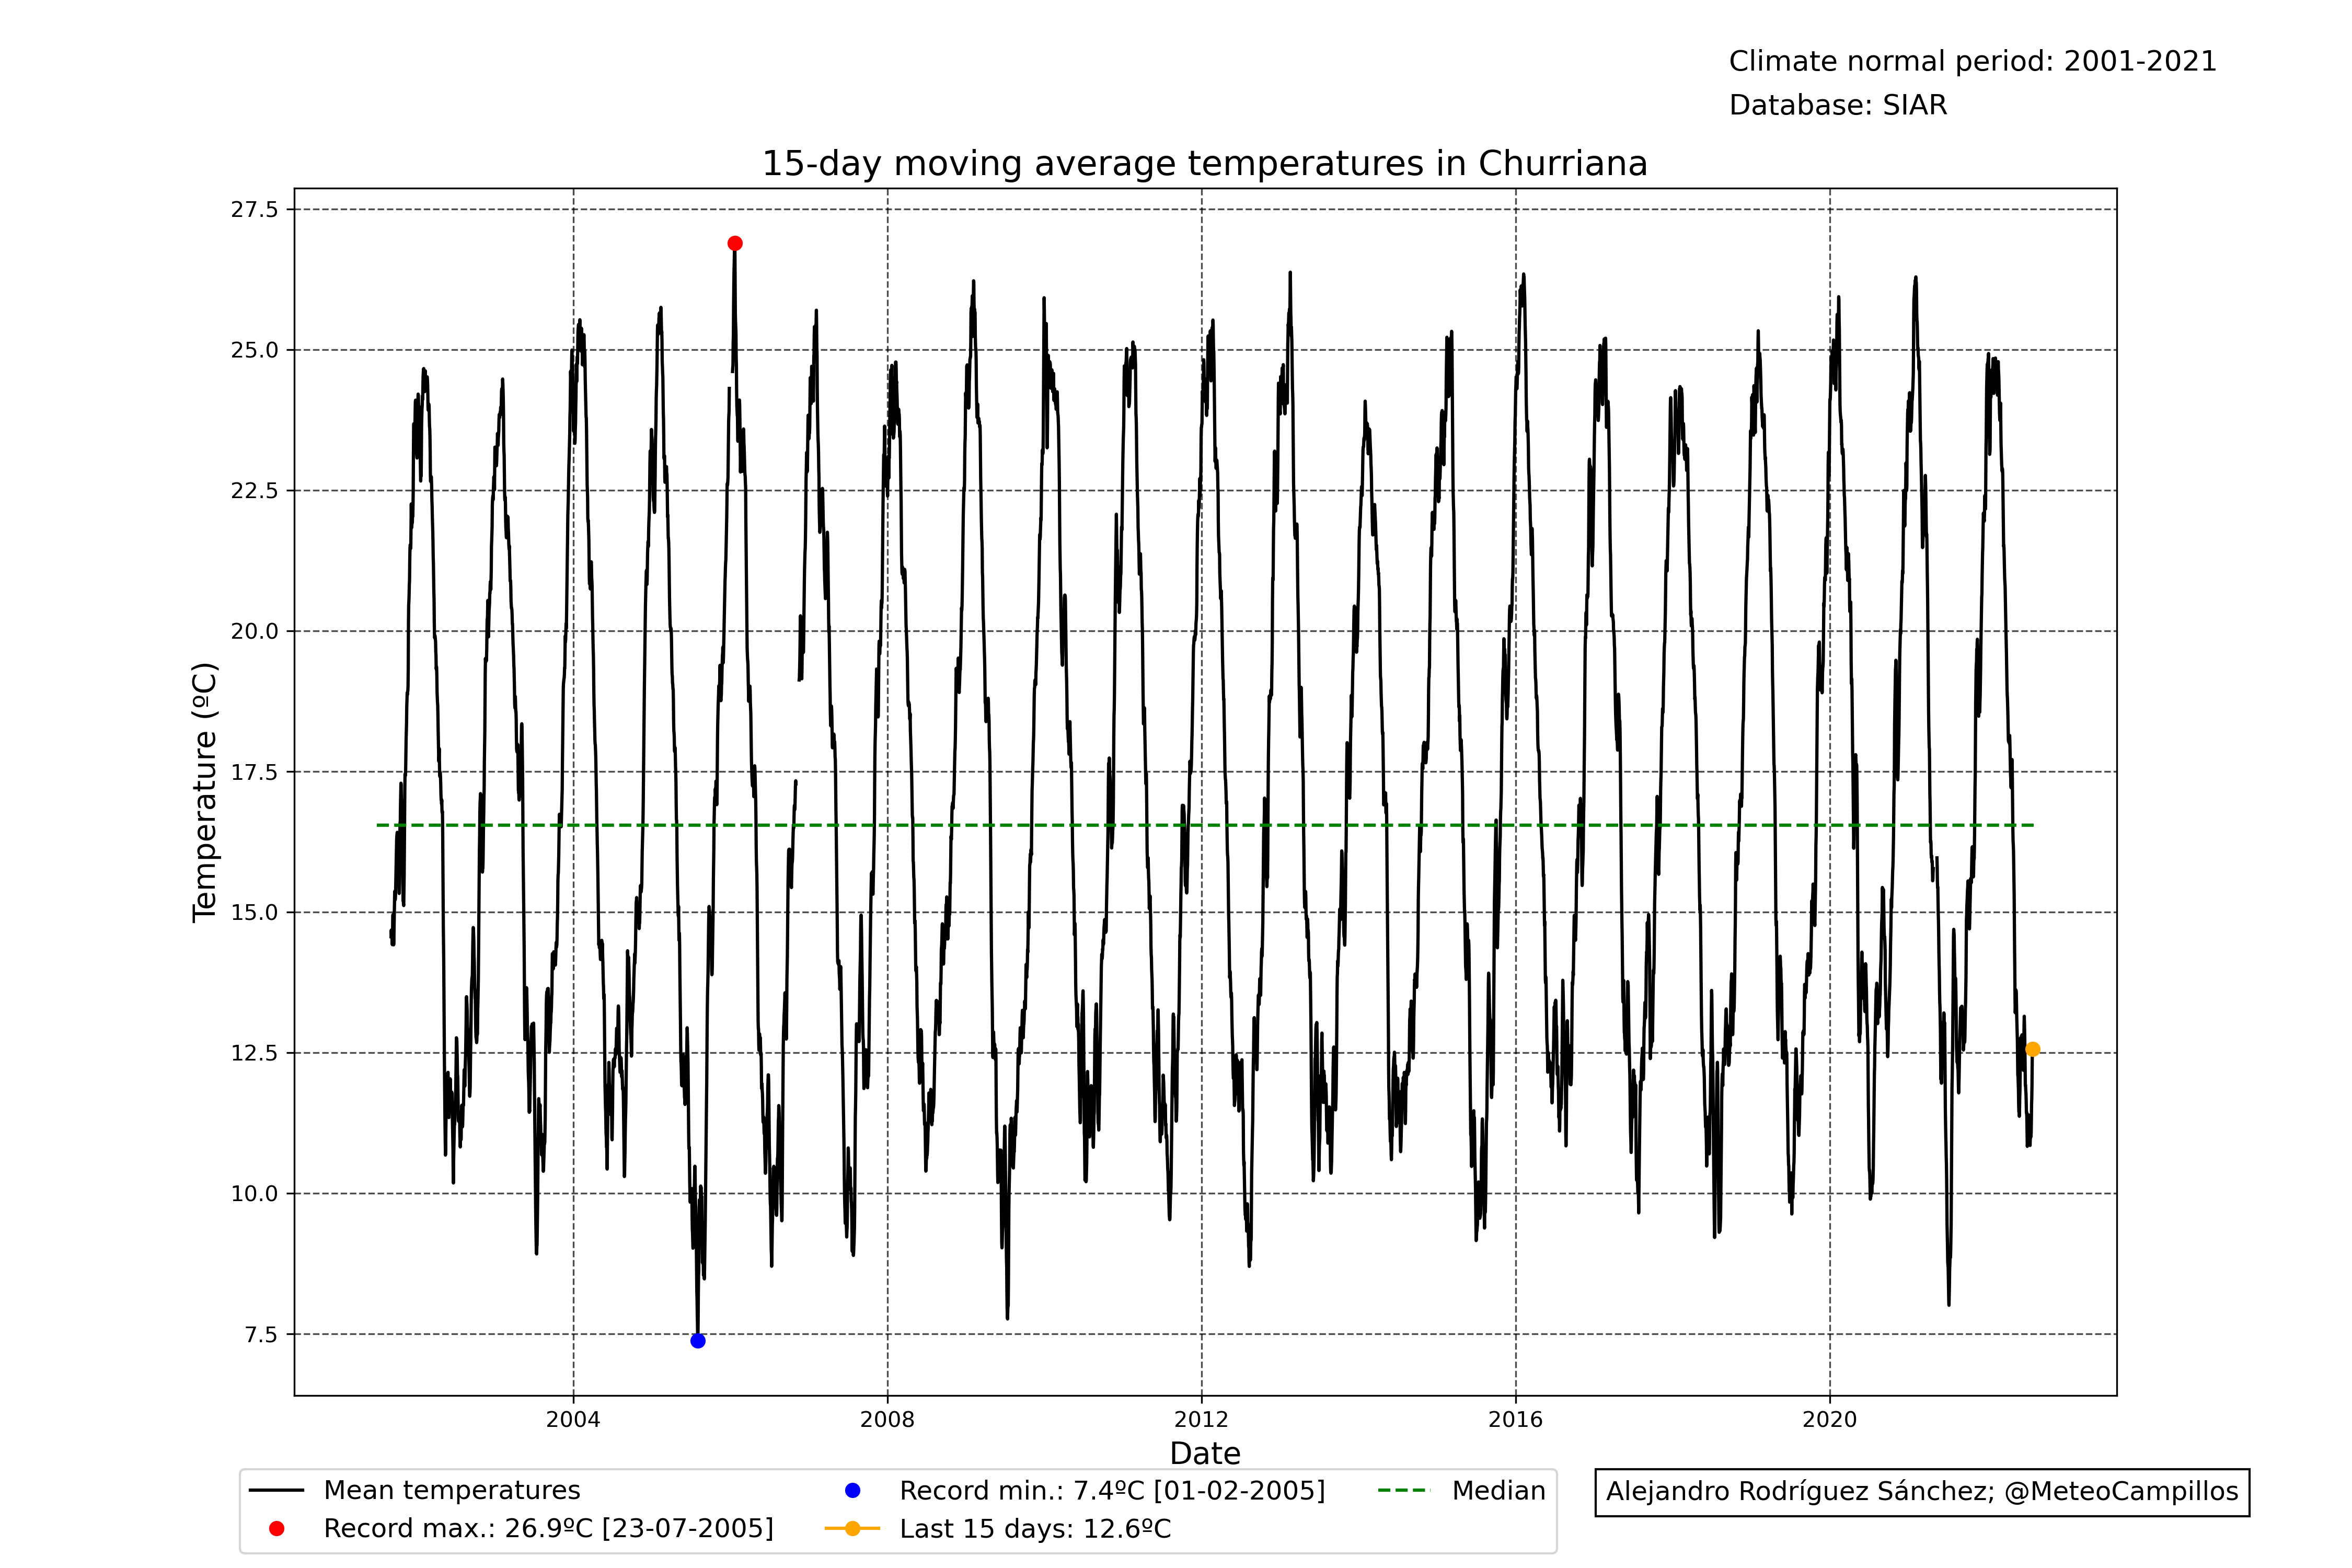 Climate normal period: 2001-2021
Database: SIAR
15-day moving average temperatures in Churriana
27.5
25.0
22.5
20.0
17.5
15.0
12.5
10.0
7.5
Temperature (ºC)
2004
2008
2012
2016
2020
Date
Mean temperatures
Record max.: 26.9ºC [23-07-2005]
Record min.: 7.4ºC [01-02-2005]
Last 15 days: 12.6ºC
Median
Alejandro Rodríguez Sánchez; @MeteoCampillos